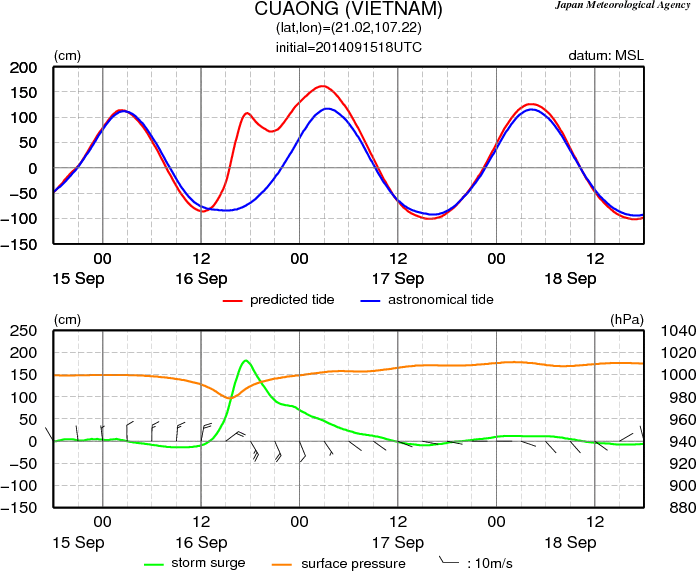 CUAONG (VIETNAM)
Japan Meteorological Agency
(lat,lon)=(21.02,107.22)
initial=2014091518UTC
(cm) datum: MSL
200
150
100
50
0
−50
−100
−150
00 12 00 12 00 12
15 Sep 16 Sep 17 Sep 18 Sep
predicted tide astronomical tide
(cm) (hPa)
250 1040
200 1020
150 1000
100 980
50 960
0 940
−50 920
−100 900
−150 880
00 12 00 12 00 12
15 Sep 16 Sep 17 Sep 18 Sep
storm surge surface pressure : 10m/s